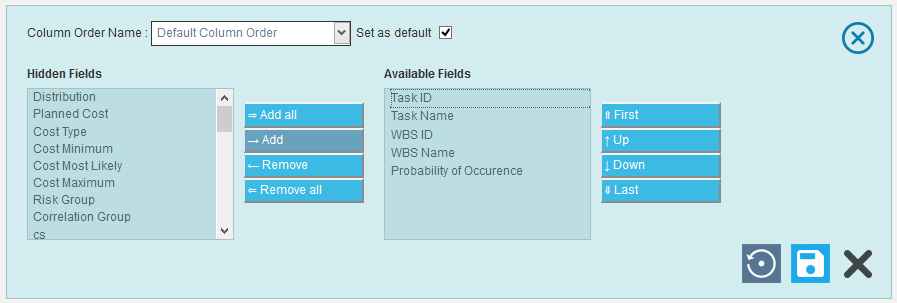 Column Order Name : Default Column Order Set as default
Hidden Fields
Available Fields
Distribution
Planned Cost
Cost Type
Cost Minimum
Cost Most Likely
Cost Maximum
Risk Group
Correlation Group
cs
⇒ Add all
→ Add
← Remove
⇐ Remove all
Task ID
Task Name
WBS ID
WBS Name
Probability of Occurence
⇑ First
↑ Up
↓ Down
⇓ Last